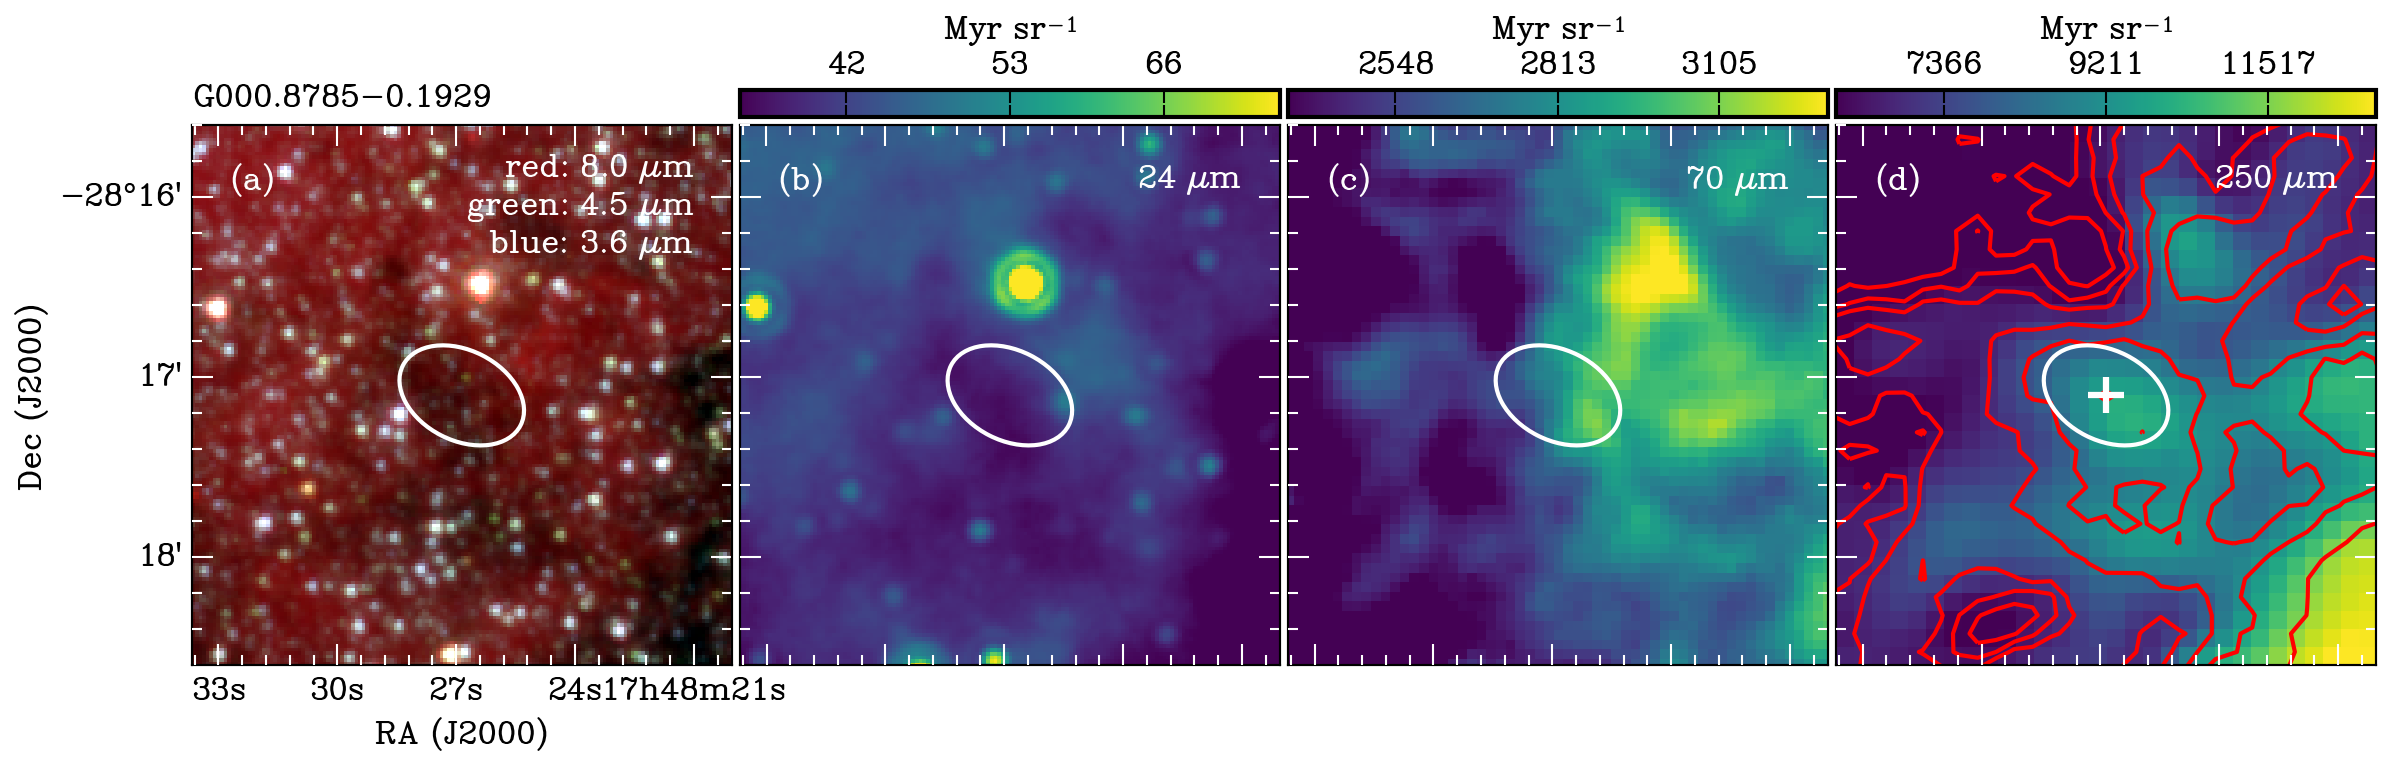 Myr sr⁻¹
Myr sr⁻¹
Myr sr⁻¹
42 53 66
2548 2813 3105
7366 9211 11517
G000.8785−0.1929
(a)
red: 8.0 μm
green: 4.5 μm
blue: 3.6 μm
(b)
24 μm
(c)
70 μm
(d)
250 μm
−28°16'
17'
18'
Dec (J2000)
33s 30s 27s 24s17h48m21s
RA (J2000)